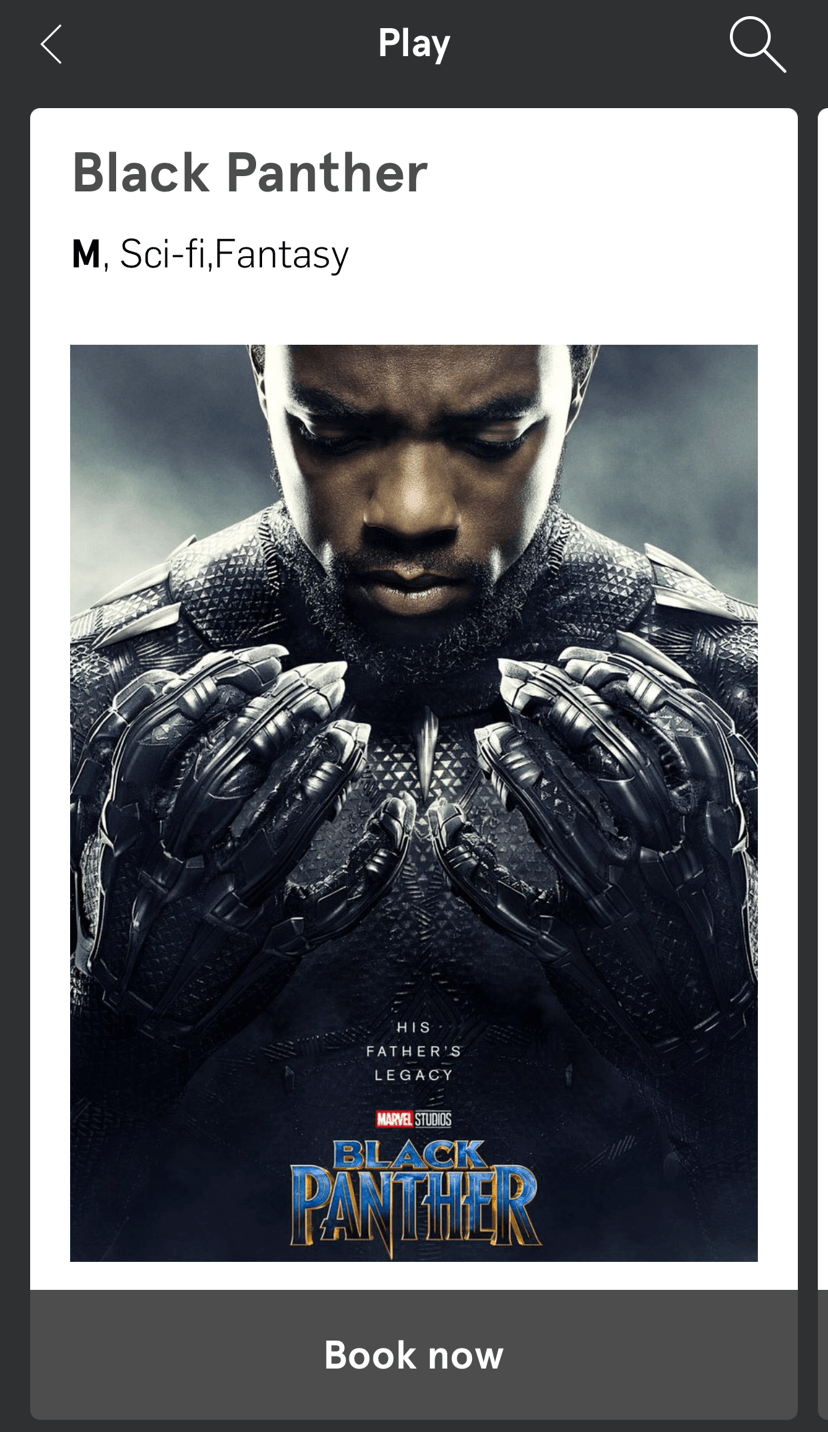 Play
Black Panther
M, Sci-fi,Fantasy
HIS
FATHER'S
LEGACY
MARVEL STUDIOS
BLACK
PANTHER
Book now